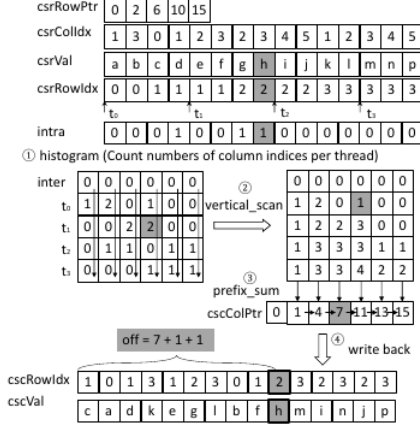 csrRowPtr 0 2 6 10 15
csrColIdx 1 3 0 1 2 3 2 3 4 5 1 2 3 4 5
csrVal a b c d e f g h i j k l m n p
csrRowIdx 0 0 1 1 1 1 2 2 2 2 3 3 3 3 3
t₀ t₁ t₂ t₃
intra 0 0 0 1 0 0 1 1 0 0 0 0 0 0 0
① histogram (Count numbers of column indices per thread)
inter 0 0 0 0 0 0
t₀ 1 2 0 1 0 0
t₁ 0 0 2 2 0 0
t₂ 0 1 1 0 1 1
t₃ 0 0 0 1 1 1
②
vertical_scan
0 0 0 0 0 0
1 2 0 1 0 0
1 2 2 3 0 0
1 3 3 3 1 1
1 3 3 4 2 2
③
prefix_sum
cscColPtr 0 1 4 7 11 13 15
off = 7 + 1 + 1
④ write back
cscRowIdx 1 0 1 3 1 2 3 0 1 2 3 2 3 2 3
cscVal c a d k e g l b f h m i n j p